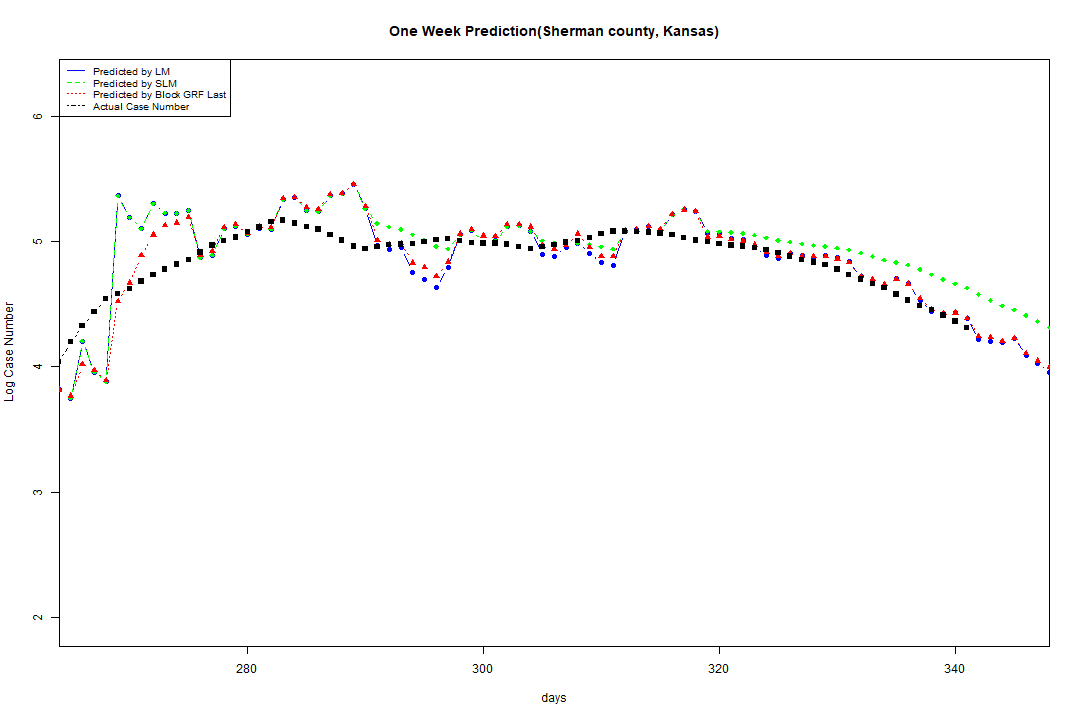 One Week Prediction(Sherman county, Kansas)
Predicted by LM
Predicted by SLM
Predicted by Block GRF Last
Actual Case Number
6
5
4
3
2
Log Case Number
280 300 320 340
days